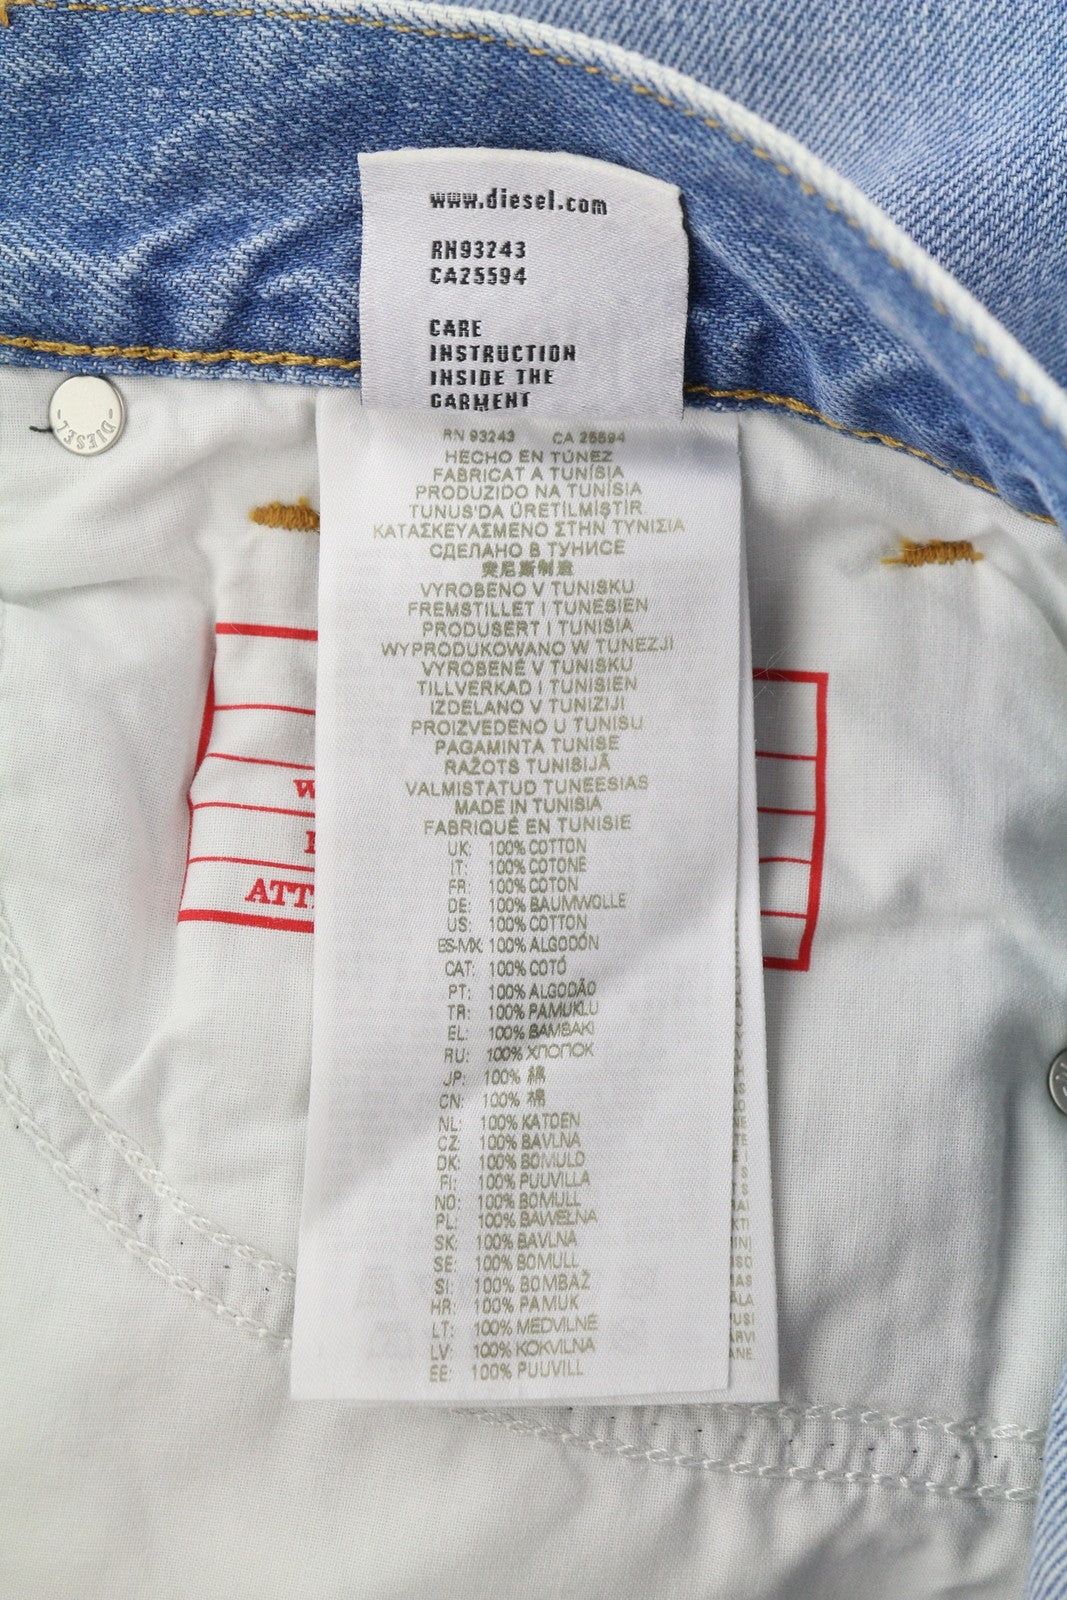 www.diesel.com
RN93243
CA25594
CARE
INSTRUCTION
INSIDE THE
GARMENT
DIESEL
RN 93243 CA 25594
HECHO EN TÚNEZ
FABRICAT A TUNÍSIA
PRODUZIDO NA TUNÍSIA
TUNUS'DA ÜRETİLMİŞTİR.
ΚΑΤΑΣΚΕΥΑΣΜΕΝΟ ΣΤΗΝ ΤΥΝΙΣΙΑ
СДЕЛАНО В ТУНИСЕ
突尼斯制造
VYROBENO V TUNISKU
FREMSTILLET I TUNESIEN
PRODUSERT I TUNISIA
WYPRODUKOWANO W TUNEZJI
VYROBENÉ V TUNISKU
TILLVERKAD I TUNISIEN
IZDELANO V TUNIZIJI
PROIZVEDENO U TUNISU
PAGAMINTA TUNISE
RAŽOTS TUNISIJĀ
VALMISTATUD TUNEESIAS
MADE IN TUNISIA
FABRIQUÉ EN TUNISIE
UK: 100% COTTON
IT: 100% COTONE
FR: 100% COTON
DE: 100% BAUMWOLLE
US: 100% COTTON
ES-MX: 100% ALGODÓN
CAT: 100% COTÓ
PT: 100% ALGODÃO
TR: 100% PAMUKLU
EL: 100% ΒΑΜΒΑΚΙ
RU: 100% ХЛОПОК
JP: 100% 綿
CN: 100% 棉
NL: 100% KATOEN
CZ: 100% BAVLNA
DK: 100% BOMULD
FI: 100% PUUVILLA
NO: 100% BOMULL
PL: 100% BAWEŁNA
SK: 100% BAVLNA
SE: 100% BOMULL
SI: 100% BOMBAŽ
HR: 100% PAMUK
LT: 100% MEDVILNĖ
LV: 100% KOKVILNA
EE: 100% PUUVILL
ATT